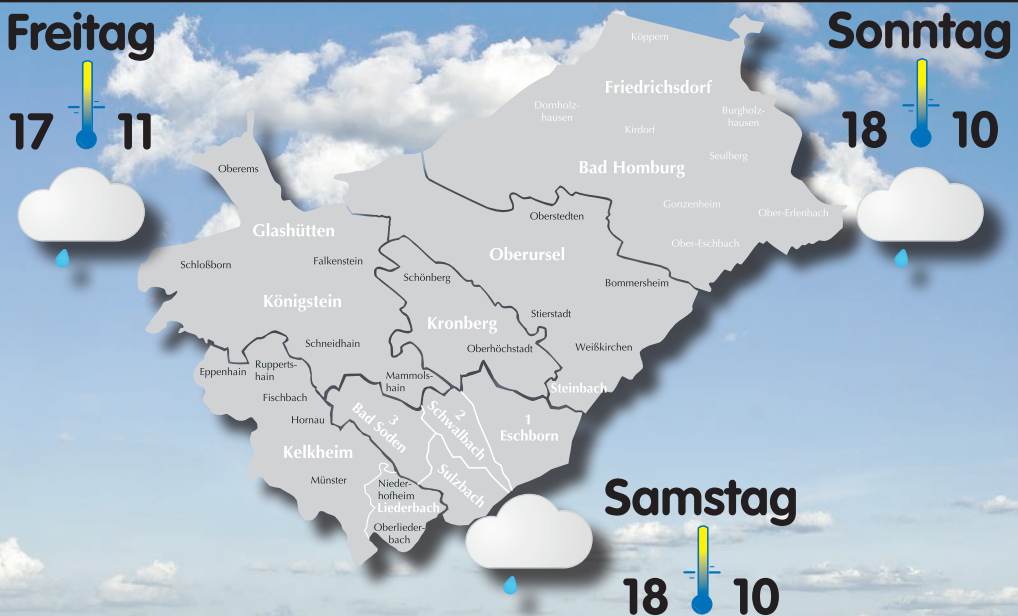 Freitag
17 11
Sonntag
18 10
Köppern
Friedrichsdorf
Dornholz-
hausen
Burgholz-
hausen
Kirdorf
Seulberg
Bad Homburg
Gonzenheim
Ober-Erlenbach
Ober-Eschbach
Oberems
Oberstedten
Glashütten
Oberursel
Schloßborn
Falkenstein
Schönberg
Bommersheim
Königstein
Stierstadt
Kronberg
Schneidhain
Oberhöchstadt
Weißkirchen
Eppenhain
Rupperts-
hain
Mammols-
hain
Steinbach
Fischbach
Hornau
3
Bad Soden
2
Schwalbach
1
Eschborn
Kelkheim
Münster
Sulzbach
Nieder-
hofheim
Liederbach
Oberlieder-
bach
Samstag
18 10